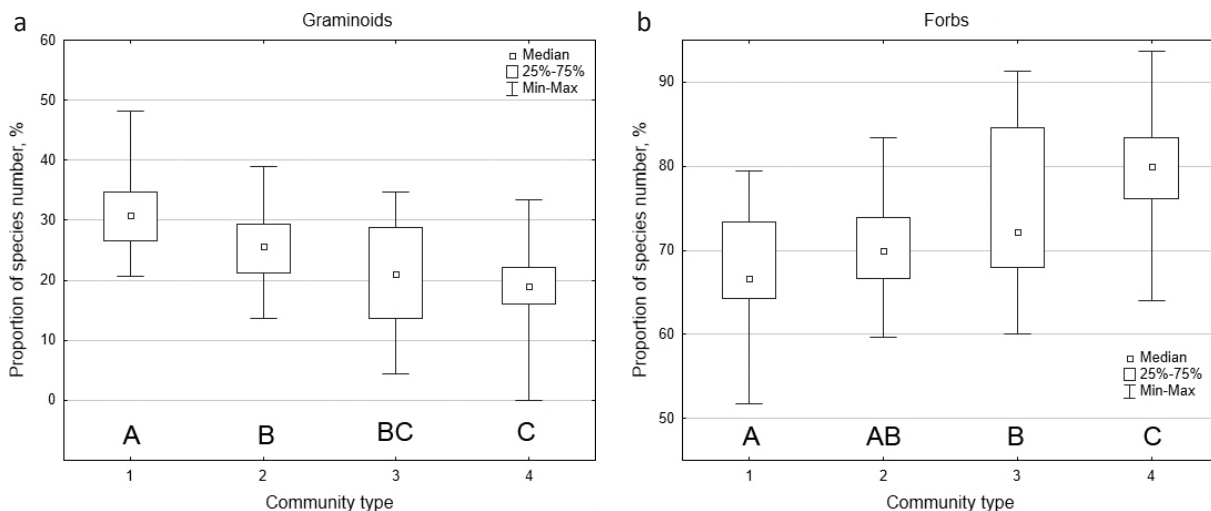 a
Graminoids
60
50
40
30
20
10
0
Proportion of species number, %
Median
25%-75%
Min-Max
A
B
BC
C
1
2
3
4
Community type
b
Forbs
90
80
70
60
50
Proportion of species number, %
Median
25%-75%
Min-Max
A
AB
B
C
1
2
3
4
Community type